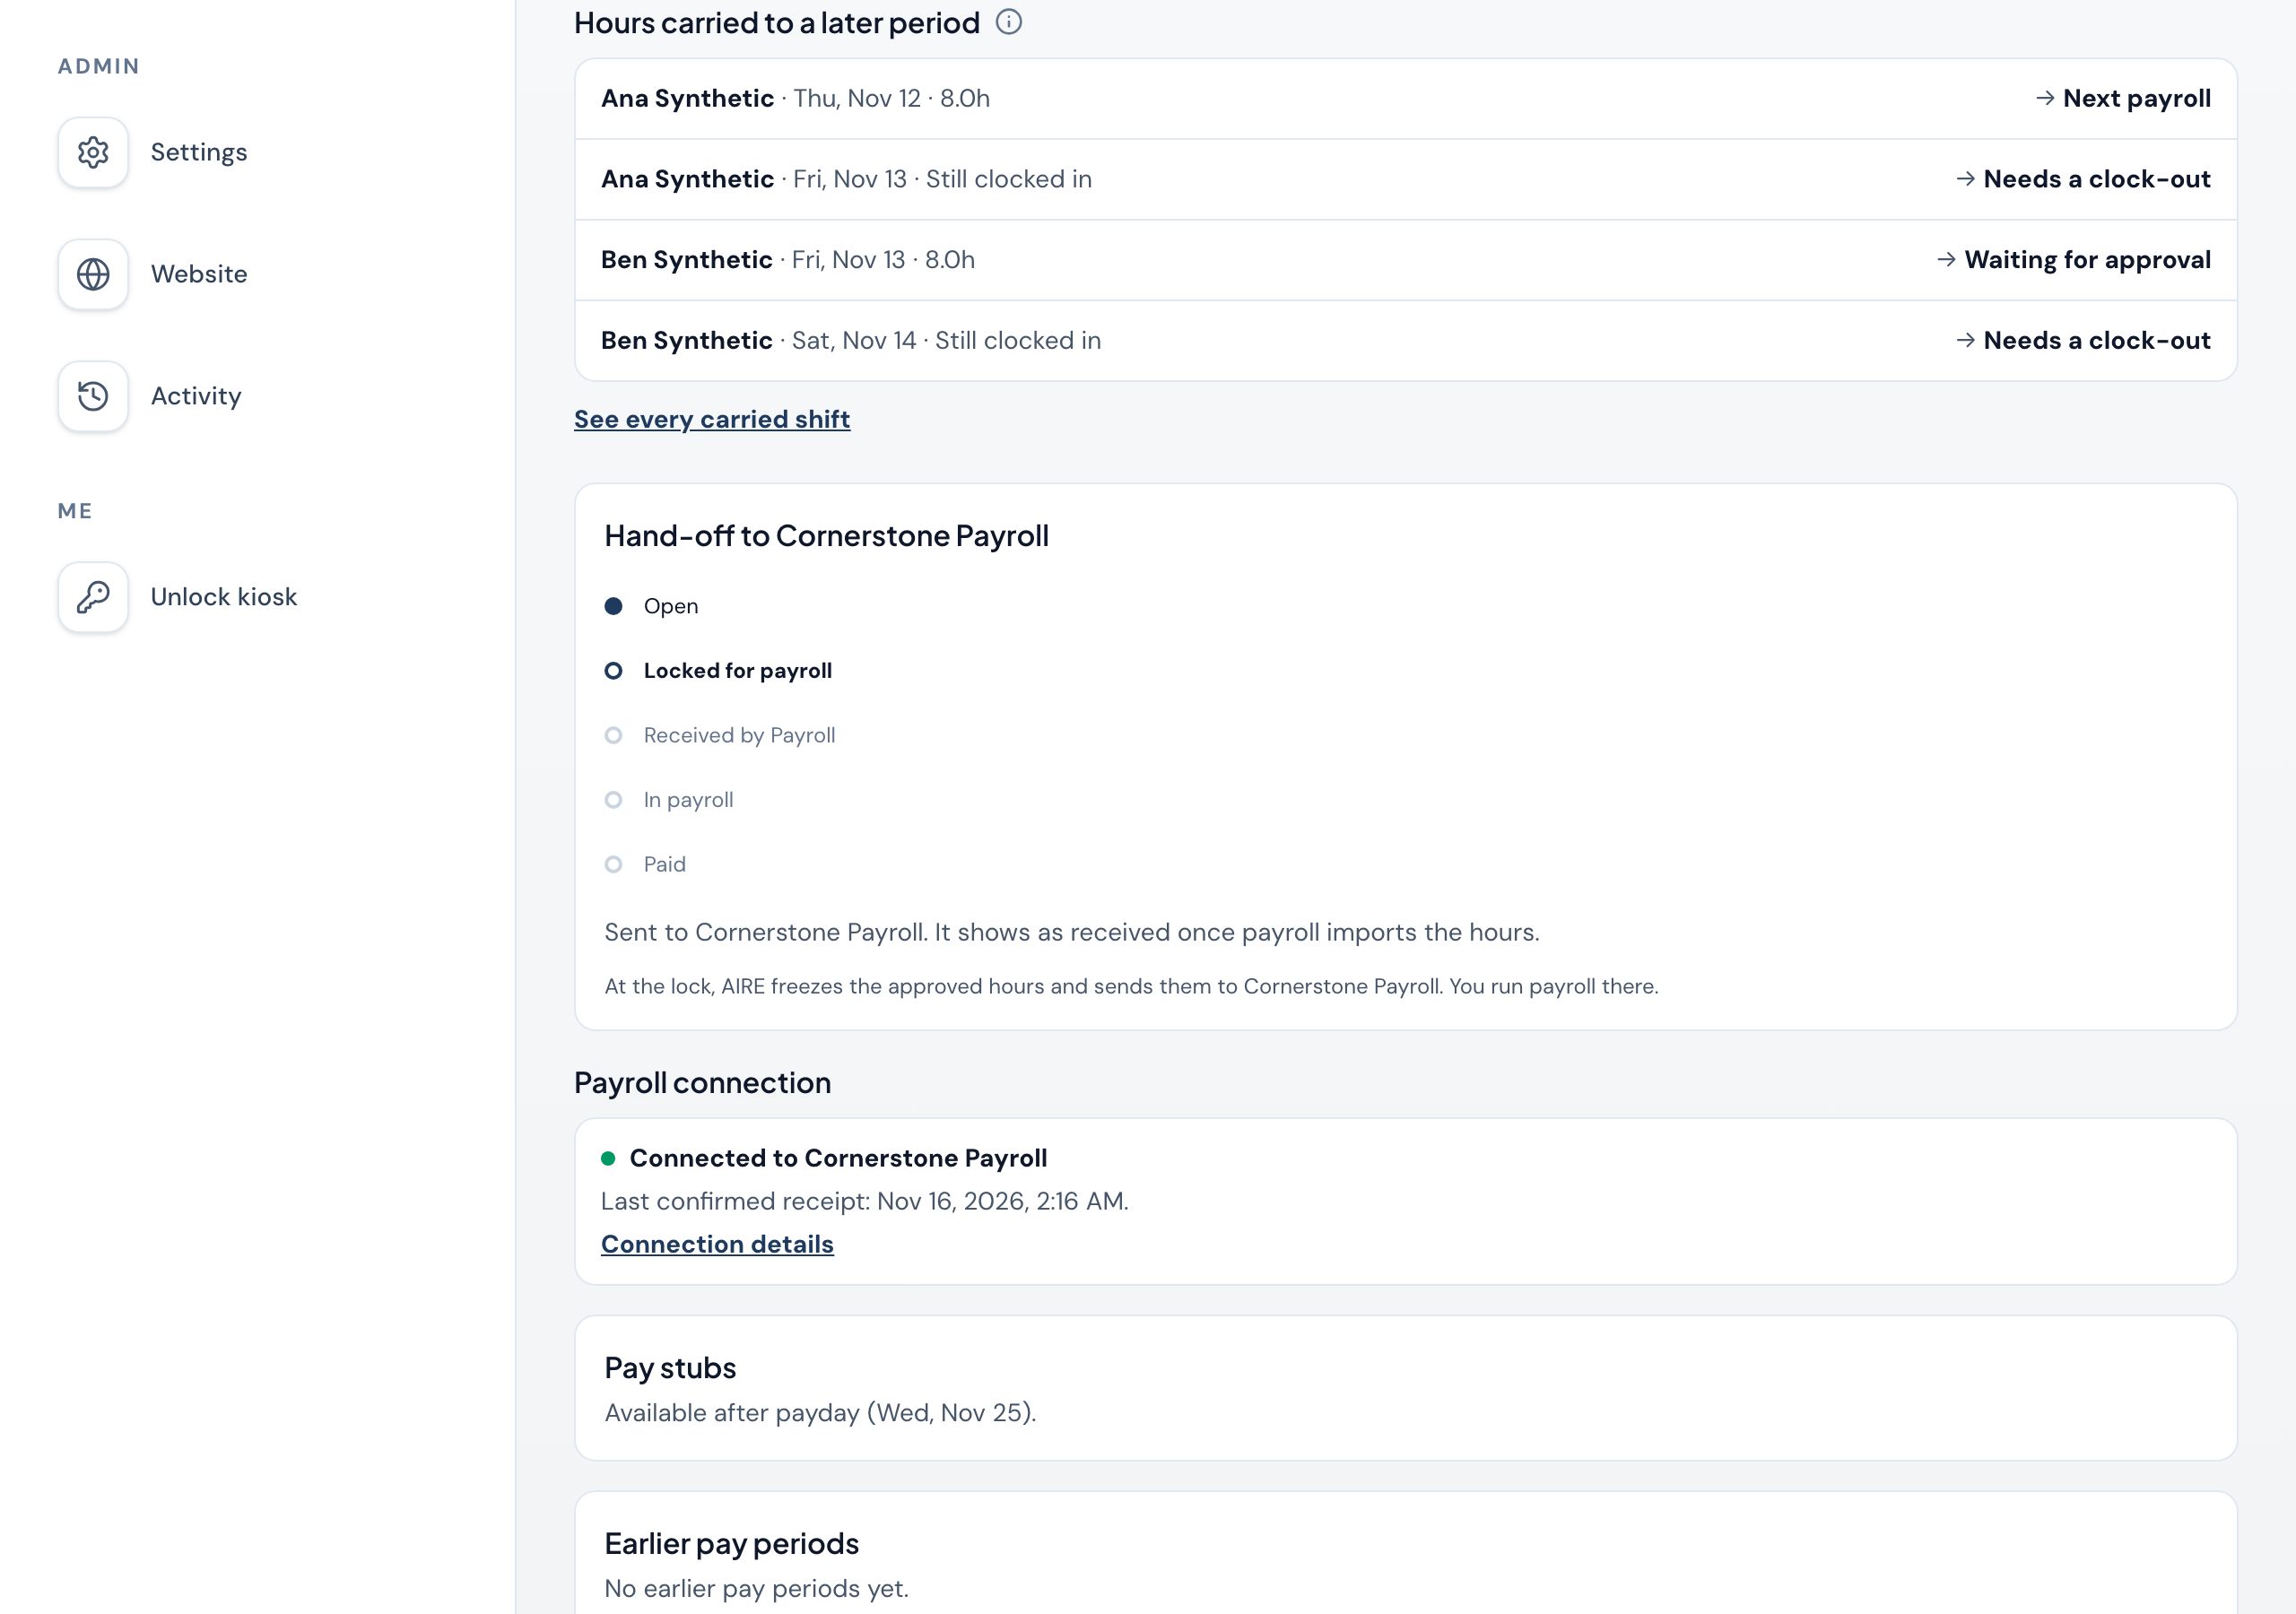 ADMIN
Settings
Website
Activity
ME
Unlock kiosk
Hours carried to a later period
Ana Synthetic · Thu, Nov 12 · 8.0h → Next payroll
Ana Synthetic · Fri, Nov 13 · Still clocked in → Needs a clock-out
Ben Synthetic · Fri, Nov 13 · 8.0h → Waiting for approval
Ben Synthetic · Sat, Nov 14 · Still clocked in → Needs a clock-out
See every carried shift
Hand-off to Cornerstone Payroll
Open
Locked for payroll
Received by Payroll
In payroll
Paid
Sent to Cornerstone Payroll. It shows as received once payroll imports the hours.
At the lock, AIRE freezes the approved hours and sends them to Cornerstone Payroll. You run payroll there.
Payroll connection
Connected to Cornerstone Payroll
Last confirmed receipt: Nov 16, 2026, 2:16 AM.
Connection details
Pay stubs
Available after payday (Wed, Nov 25).
Earlier pay periods
No earlier pay periods yet.